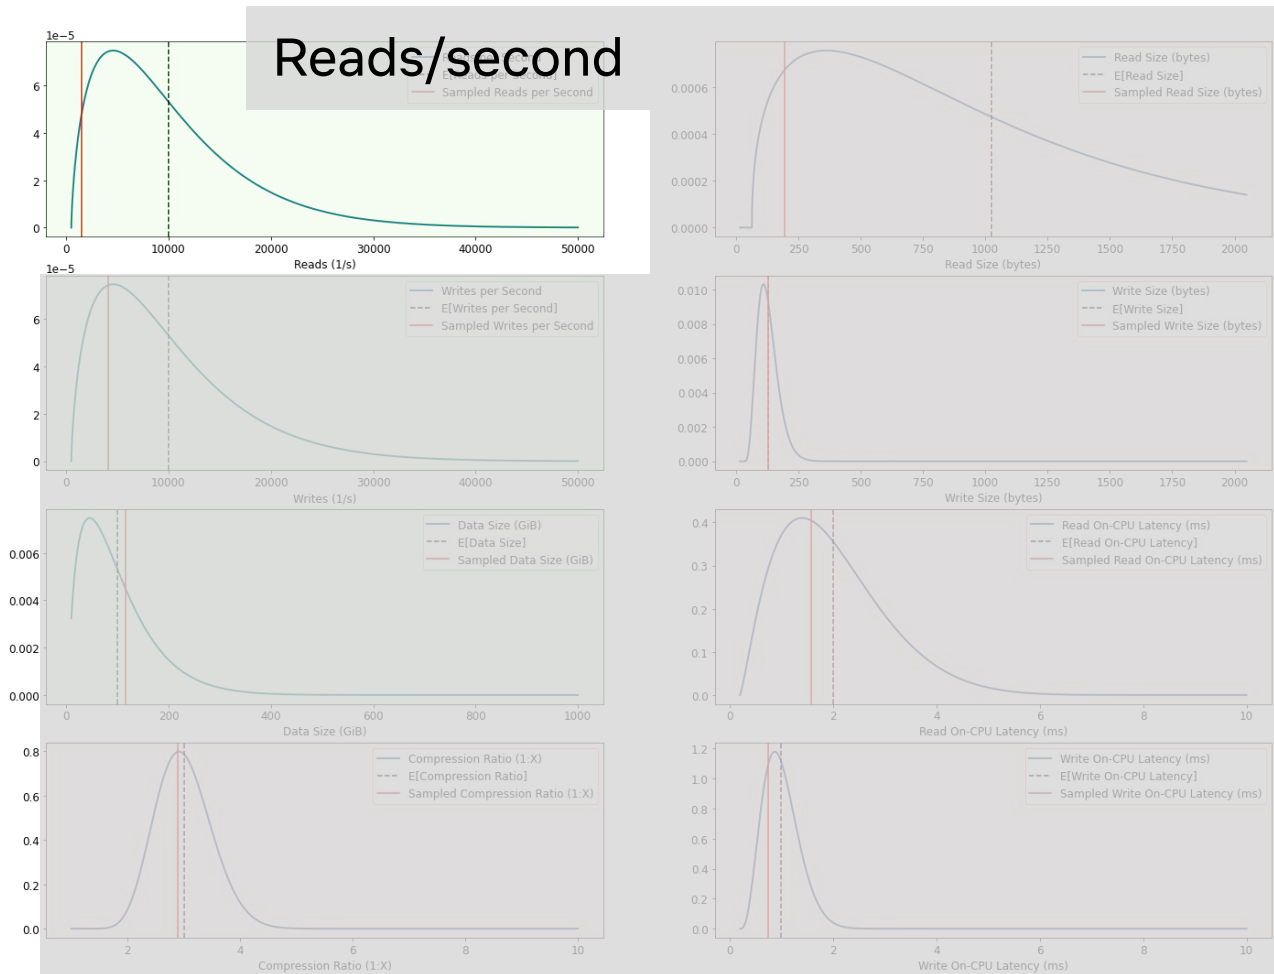 Reads/second
1e−5
Reads per Second
E[Reads per Second]
Sampled Reads per Second
6
4
2
0
0 10000 20000 30000 40000 50000
Reads (1/s)
Read Size (bytes)
E[Read Size]
Sampled Read Size (bytes)
0.0006
0.0004
0.0002
0.0000
0 250 500 750 1000 1250 1500 1750 2000
Read Size (bytes)
1e−5
Writes per Second
E[Writes per Second]
Sampled Writes per Second
6
4
2
0
0 10000 20000 30000 40000 50000
Writes (1/s)
Write Size (bytes)
E[Write Size]
Sampled Write Size (bytes)
0.010
0.008
0.006
0.004
0.002
0.000
0 250 500 750 1000 1250 1500 1750 2000
Write Size (bytes)
Data Size (GiB)
E[Data Size]
Sampled Data Size (GiB)
0.006
0.004
0.002
0.000
0 200 400 600 800 1000
Data Size (GiB)
Read On-CPU Latency (ms)
E[Read On-CPU Latency]
Sampled Read On-CPU Latency (ms)
0.4
0.3
0.2
0.1
0.0
0 2 4 6 8 10
Read On-CPU Latency (ms)
Compression Ratio (1:X)
E[Compression Ratio]
Sampled Compression Ratio (1:X)
0.8
0.6
0.4
0.2
0.0
2 4 6 8 10
Compression Ratio (1:X)
Write On-CPU Latency (ms)
E[Write On-CPU Latency]
Sampled Write On-CPU Latency (ms)
1.2
1.0
0.8
0.6
0.4
0.2
0.0
0 2 4 6 8 10
Write On-CPU Latency (ms)